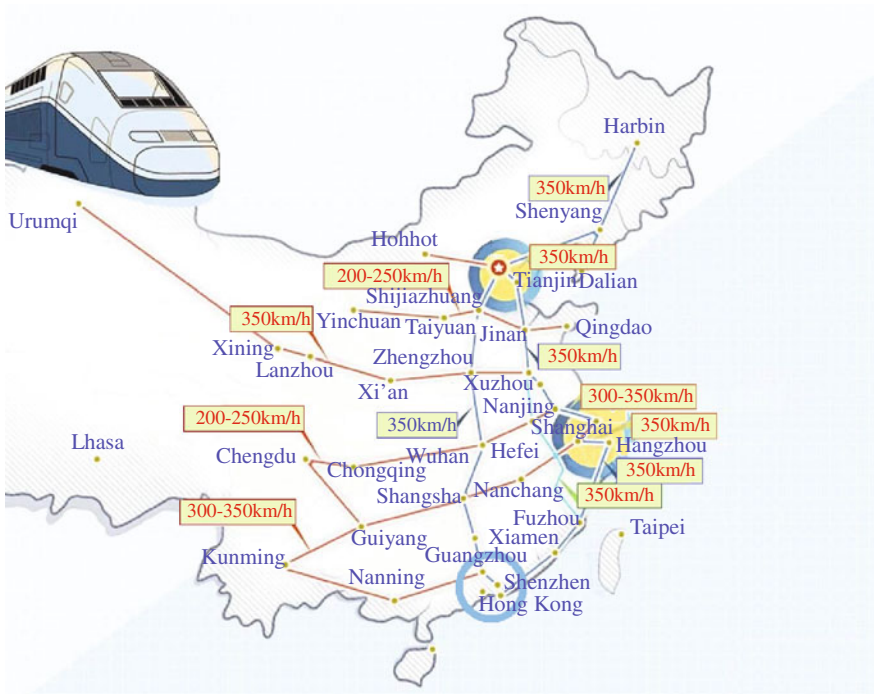 Harbin
350km/h
Shenyang
Urumqi
Hohhot
350km/h
200-250km/h
Tianjin
Dalian
Shijiazhuang
350km/h
Yinchuan
Taiyuan
Jinan
Qingdao
Xining
Lanzhou
Zhengzhou
350km/h
Xi'an
Xuzhou
200-250km/h
Nanjing
300-350km/h
350km/h
Shanghai
350km/h
Lhasa
Chengdu
Chongqing
Wuhan
Hefei
Hangzhou
350km/h
Shangsha
Nanchang
350km/h
300-350km/h
Fuzhou
Guiyang
Xiamen
Taipei
Kunming
Guangzhou
Nanning
Shenzhen
Hong Kong